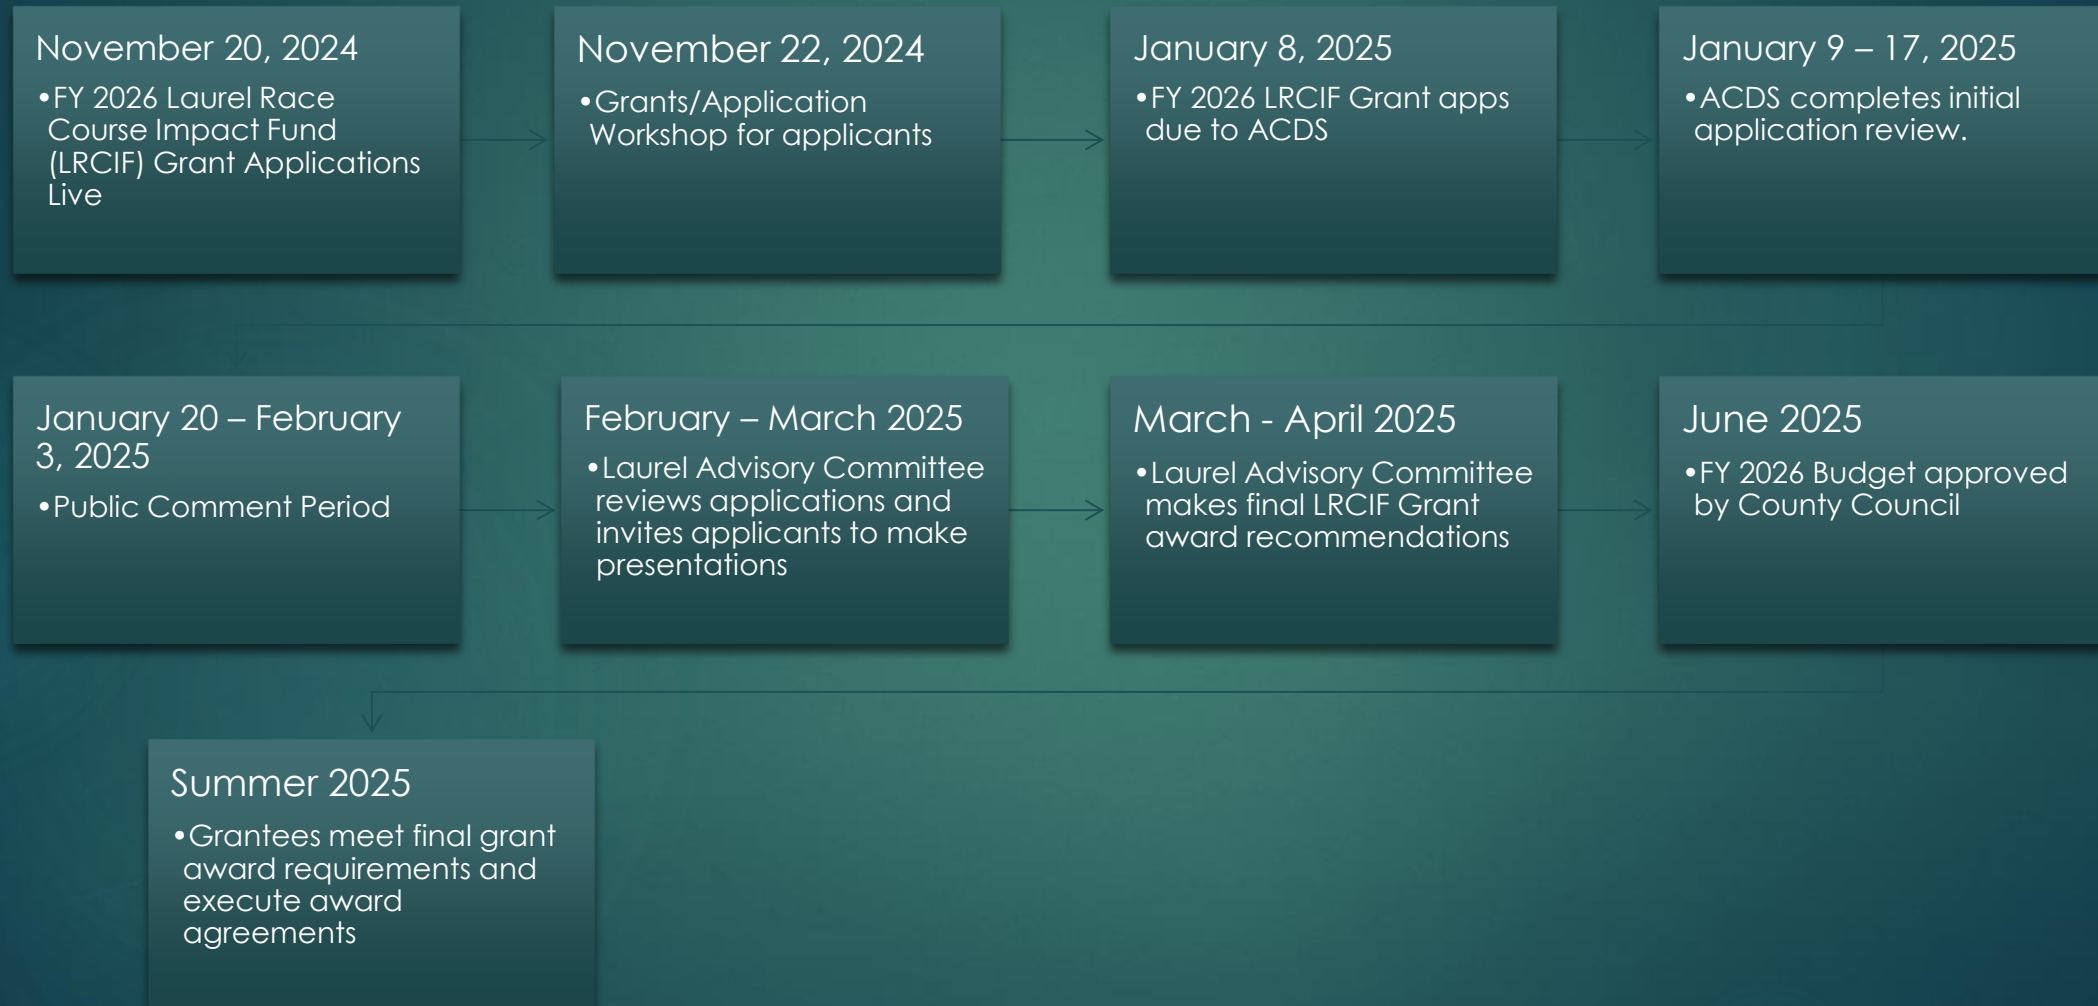 November 20, 2024
•FY 2026 Laurel Race
Course Impact Fund
(LRCIF) Grant Applications
Live
November 22, 2024
•Grants/Application
Workshop for applicants
January 8, 2025
•FY 2026 LRCIF Grant apps
due to ACDS
January 9 – 17, 2025
•ACDS completes initial
application review.
January 20 – February
3, 2025
•Public Comment Period
February – March 2025
•Laurel Advisory Committee
reviews applications and
invites applicants to make
presentations
March - April 2025
•Laurel Advisory Committee
makes final LRCIF Grant
award recommendations
June 2025
•FY 2026 Budget approved
by County Council
Summer 2025
•Grantees meet final grant
award requirements and
execute award
agreements